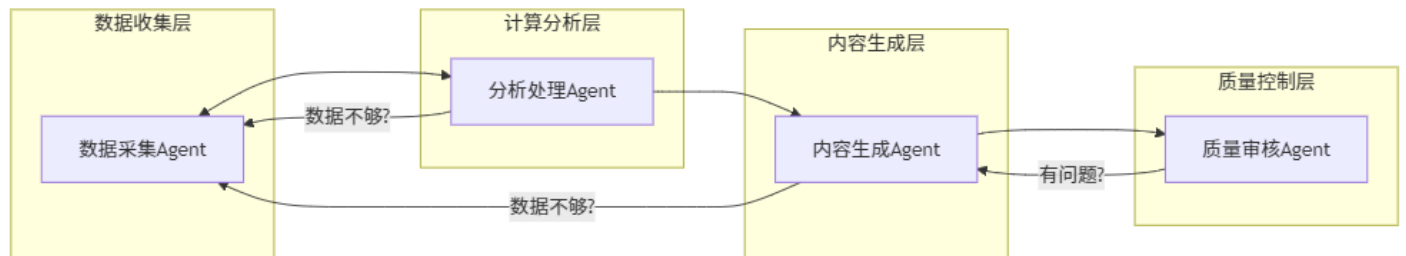 数据收集层
计算分析层
内容生成层
质量控制层
分析处理Agent
数据不够?
数据采集Agent
内容生成Agent
质量审核Agent
有问题?
数据不够?